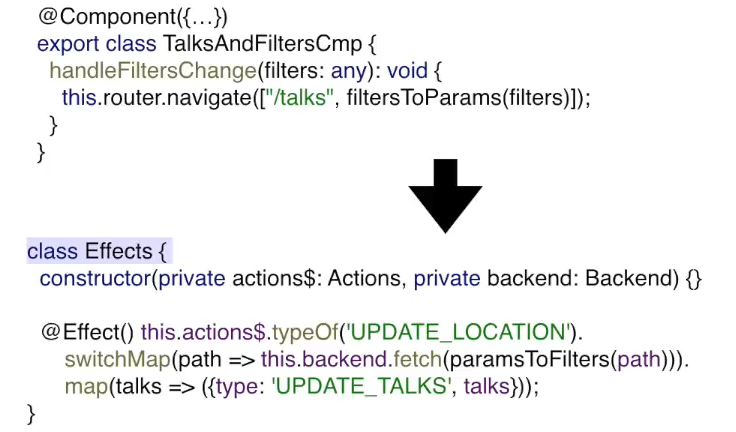 @Component({…})
export class TalksAndFiltersCmp {
handleFiltersChange(filters: any): void {
this.router.navigate(["/talks", filtersToParams(filters)]);
}
}
class Effects {
constructor(private actions$: Actions, private backend: Backend) {}
@Effect() this.actions$.typeOf('UPDATE_LOCATION').
switchMap(path => this.backend.fetch(paramsToFilters(path))).
map(talks => ({type: 'UPDATE_TALKS', talks}));
}